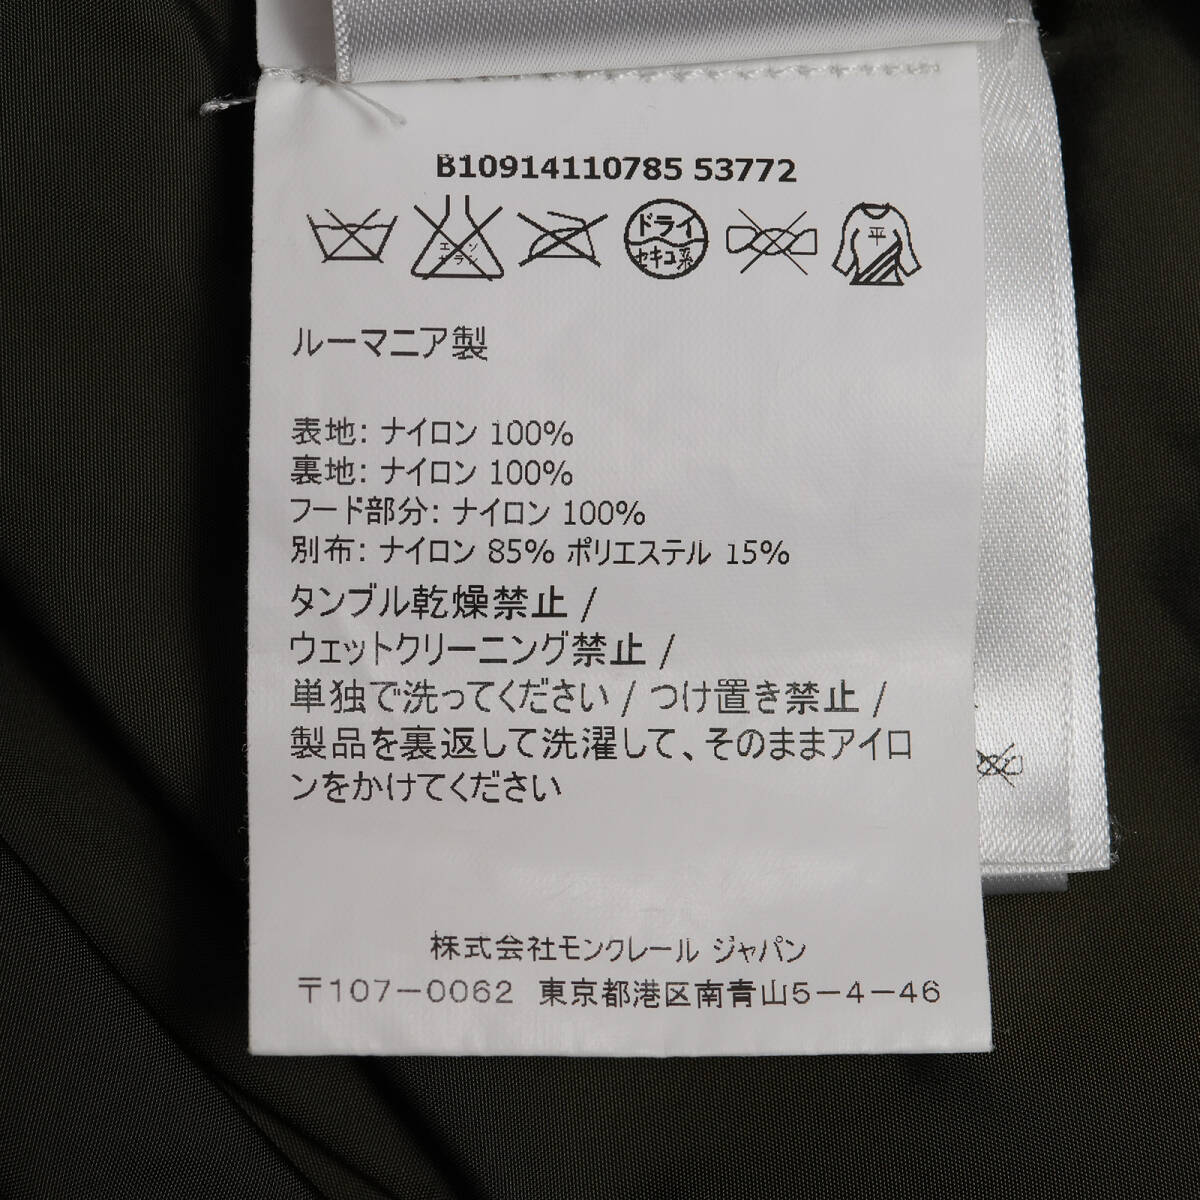 B10914110785 53772
エンソ
サラシ
ドライ
セキユ系
平
ルーマニア製
表地: ナイロン 100%
裏地: ナイロン 100%
フード部分: ナイロン 100%
別布: ナイロン 85% ポリエステル 15%
タンブル乾燥禁止 /
ウェットクリーニング禁止 /
単独で洗ってください / つけ置き禁止 /
製品を裏返して洗濯して、そのままアイロ
ンをかけてください
株式会社モンクレール ジャパン
〒107-0062 東京都港区南青山5-4-46